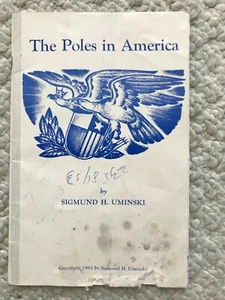 The Poles in America
by
SIGMUND H. UMINSKI
Copyright 1962 by Sigmund H. Uminski